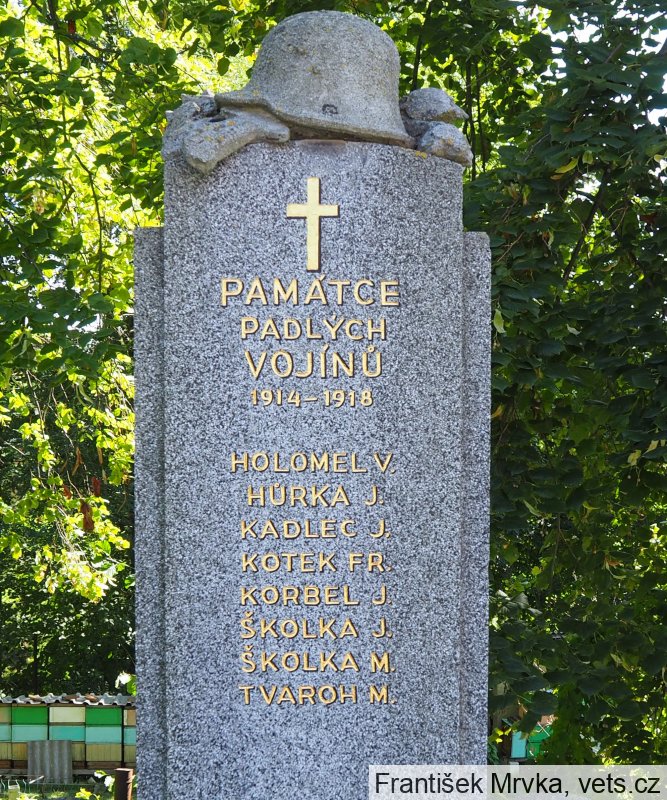 PAMÁTCE
PADLÝCH
VOJÍNŮ
1914-1918
HOLOMEL V.
HŮRKA J.
KADLEC J.
KOTEK FR.
KORBEL J.
ŠKOLKA J.
ŠKOLKA M.
TVAROH M.
František Mrvka, vets.cz